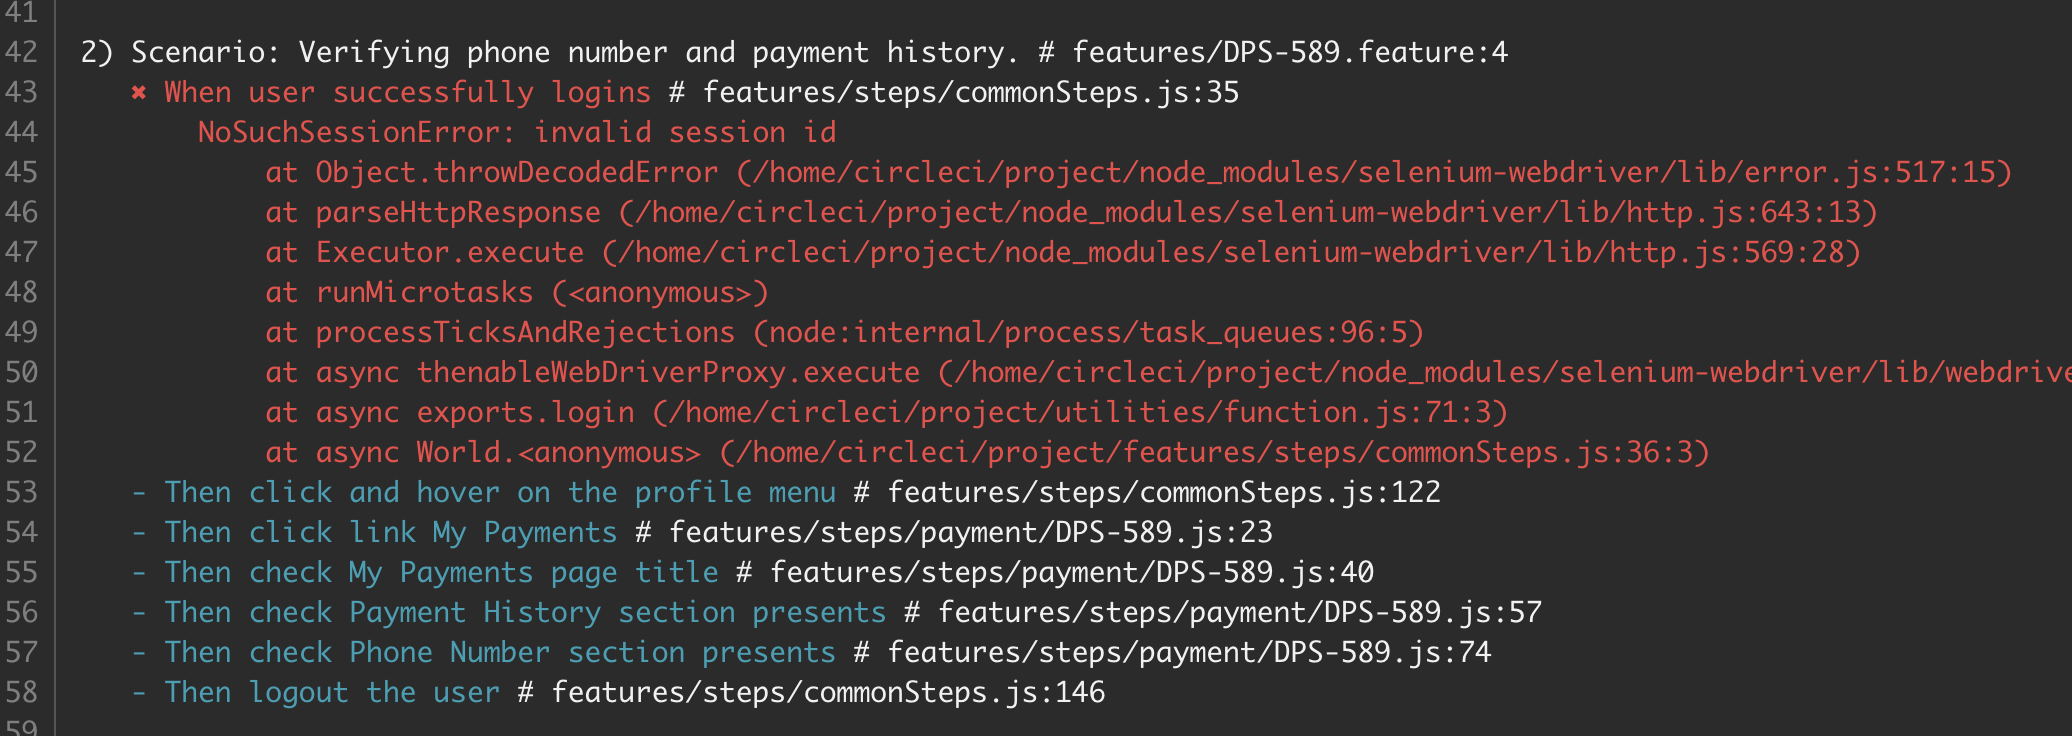 41
42 2) Scenario: Verifying phone number and payment history. # features/DPS-589.feature:4
43 ✖ When user successfully logins # features/steps/commonSteps.js:35
44 NoSuchSessionError: invalid session id
45 at Object.throwDecodedError (/home/circleci/project/node_modules/selenium-webdriver/lib/error.js:517:15)
46 at parseHttpResponse (/home/circleci/project/node_modules/selenium-webdriver/lib/http.js:643:13)
47 at Executor.execute (/home/circleci/project/node_modules/selenium-webdriver/lib/http.js:569:28)
48 at runMicrotasks (<anonymous>)
49 at processTicksAndRejections (node:internal/process/task_queues:96:5)
50 at async thenableWebDriverProxy.execute (/home/circleci/project/node_modules/selenium-webdriver/lib/webdrive
51 at async exports.login (/home/circleci/project/utilities/function.js:71:3)
52 at async World.<anonymous> (/home/circleci/project/features/steps/commonSteps.js:36:3)
53 - Then click and hover on the profile menu # features/steps/commonSteps.js:122
54 - Then click link My Payments # features/steps/payment/DPS-589.js:23
55 - Then check My Payments page title # features/steps/payment/DPS-589.js:40
56 - Then check Payment History section presents # features/steps/payment/DPS-589.js:57
57 - Then check Phone Number section presents # features/steps/payment/DPS-589.js:74
58 - Then logout the user # features/steps/commonSteps.js:146
59